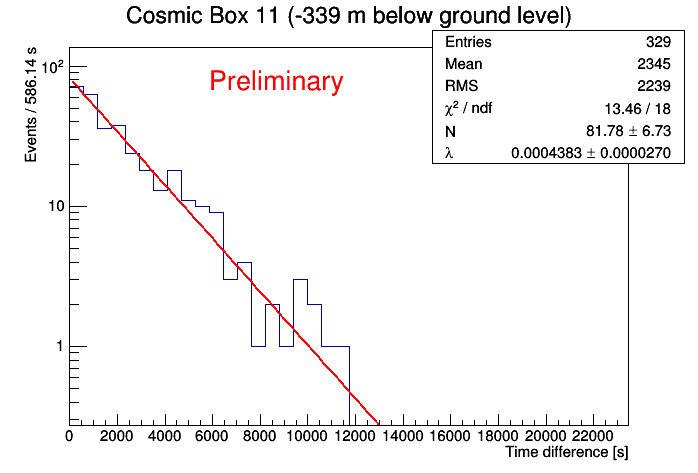 Cosmic Box 11 (-339 m below ground level)
Entries 329
Mean 2345
RMS 2239
χ² / ndf 13.46 / 18
N 81.78 ± 6.73
λ 0.0004383 ± 0.0000270
Preliminary
Events / 586.14 s
10²
10
1
0 2000 4000 6000 8000 10000 12000 14000 16000 18000 20000 22000
Time difference [s]